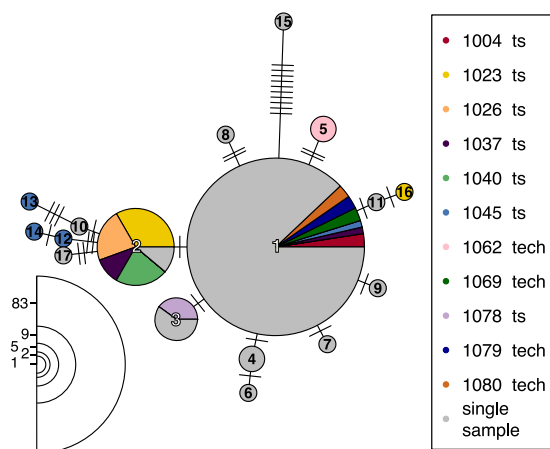 15
8
5
11
16
13
14
12
10
17
2
1
3
9
7
4
6
83
9
5
2
1
1004 ts
1023 ts
1026 ts
1037 ts
1040 ts
1045 ts
1062 tech
1069 tech
1078 ts
1079 tech
1080 tech
single
sample